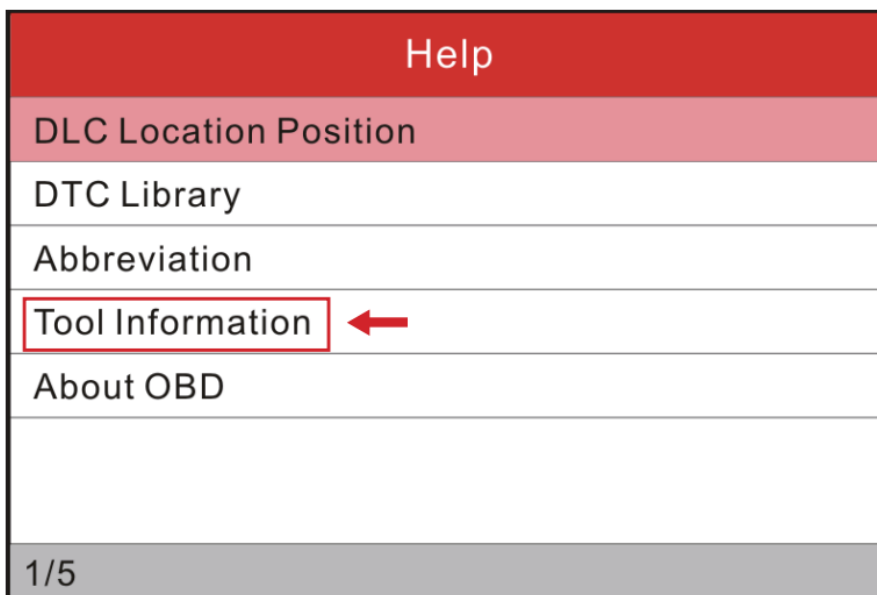 Help
DLC Location Position
DTC Library
Abbreviation
Tool Information
About OBD
1/5